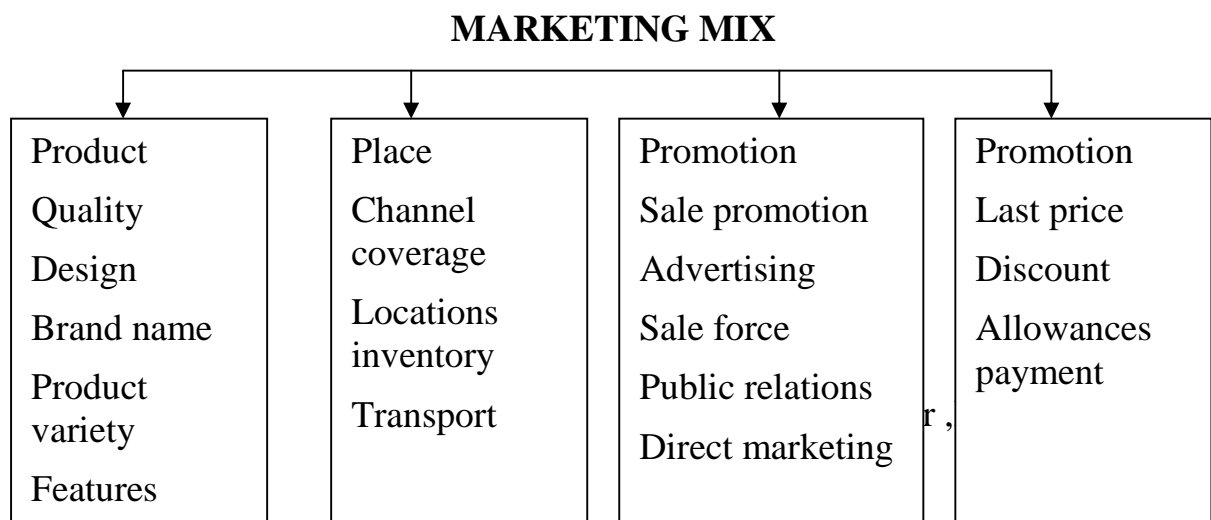 MARKETING MIX
Product
Quality
Design
Brand name
Product
variety
Features
Place
Channel
coverage
Locations
inventory
Transport
Promotion
Sale promotion
Advertising
Sale force
Public relations
Direct marketing
r ,
Promotion
Last price
Discount
Allowances
payment